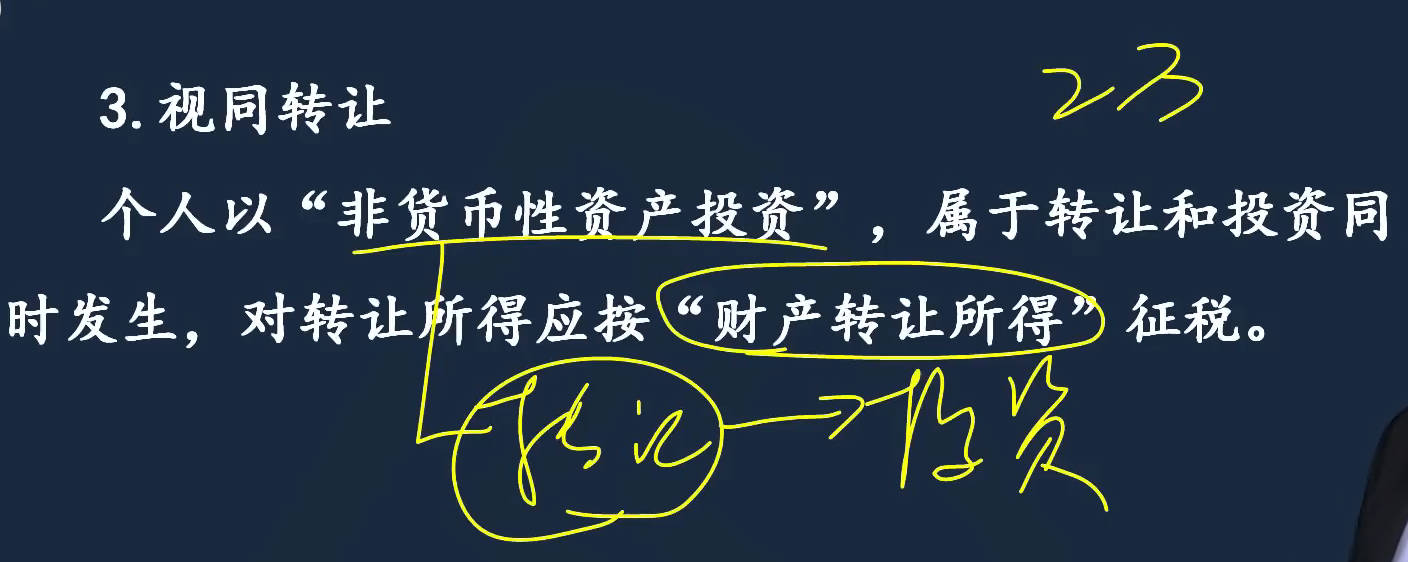 3. 视同转让
2万
个人以“非货币性资产投资”，属于转让和投资同
时发生，对转让所得应按“财产转让所得”征税。
转让 投资